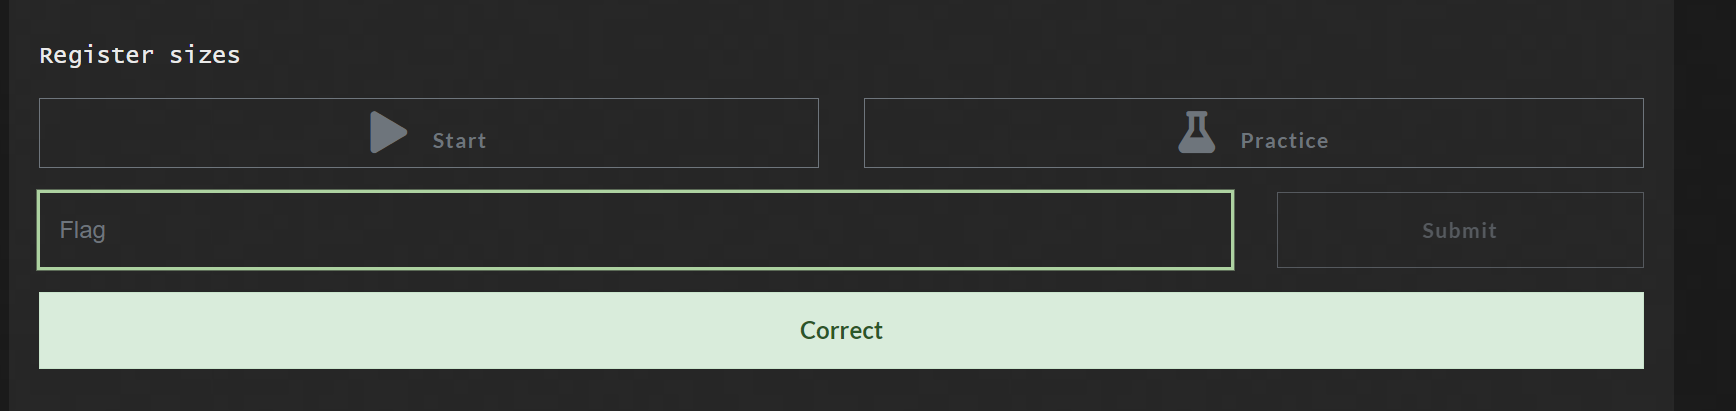 Register sizes
Start
Practice
Flag
Submit
Correct